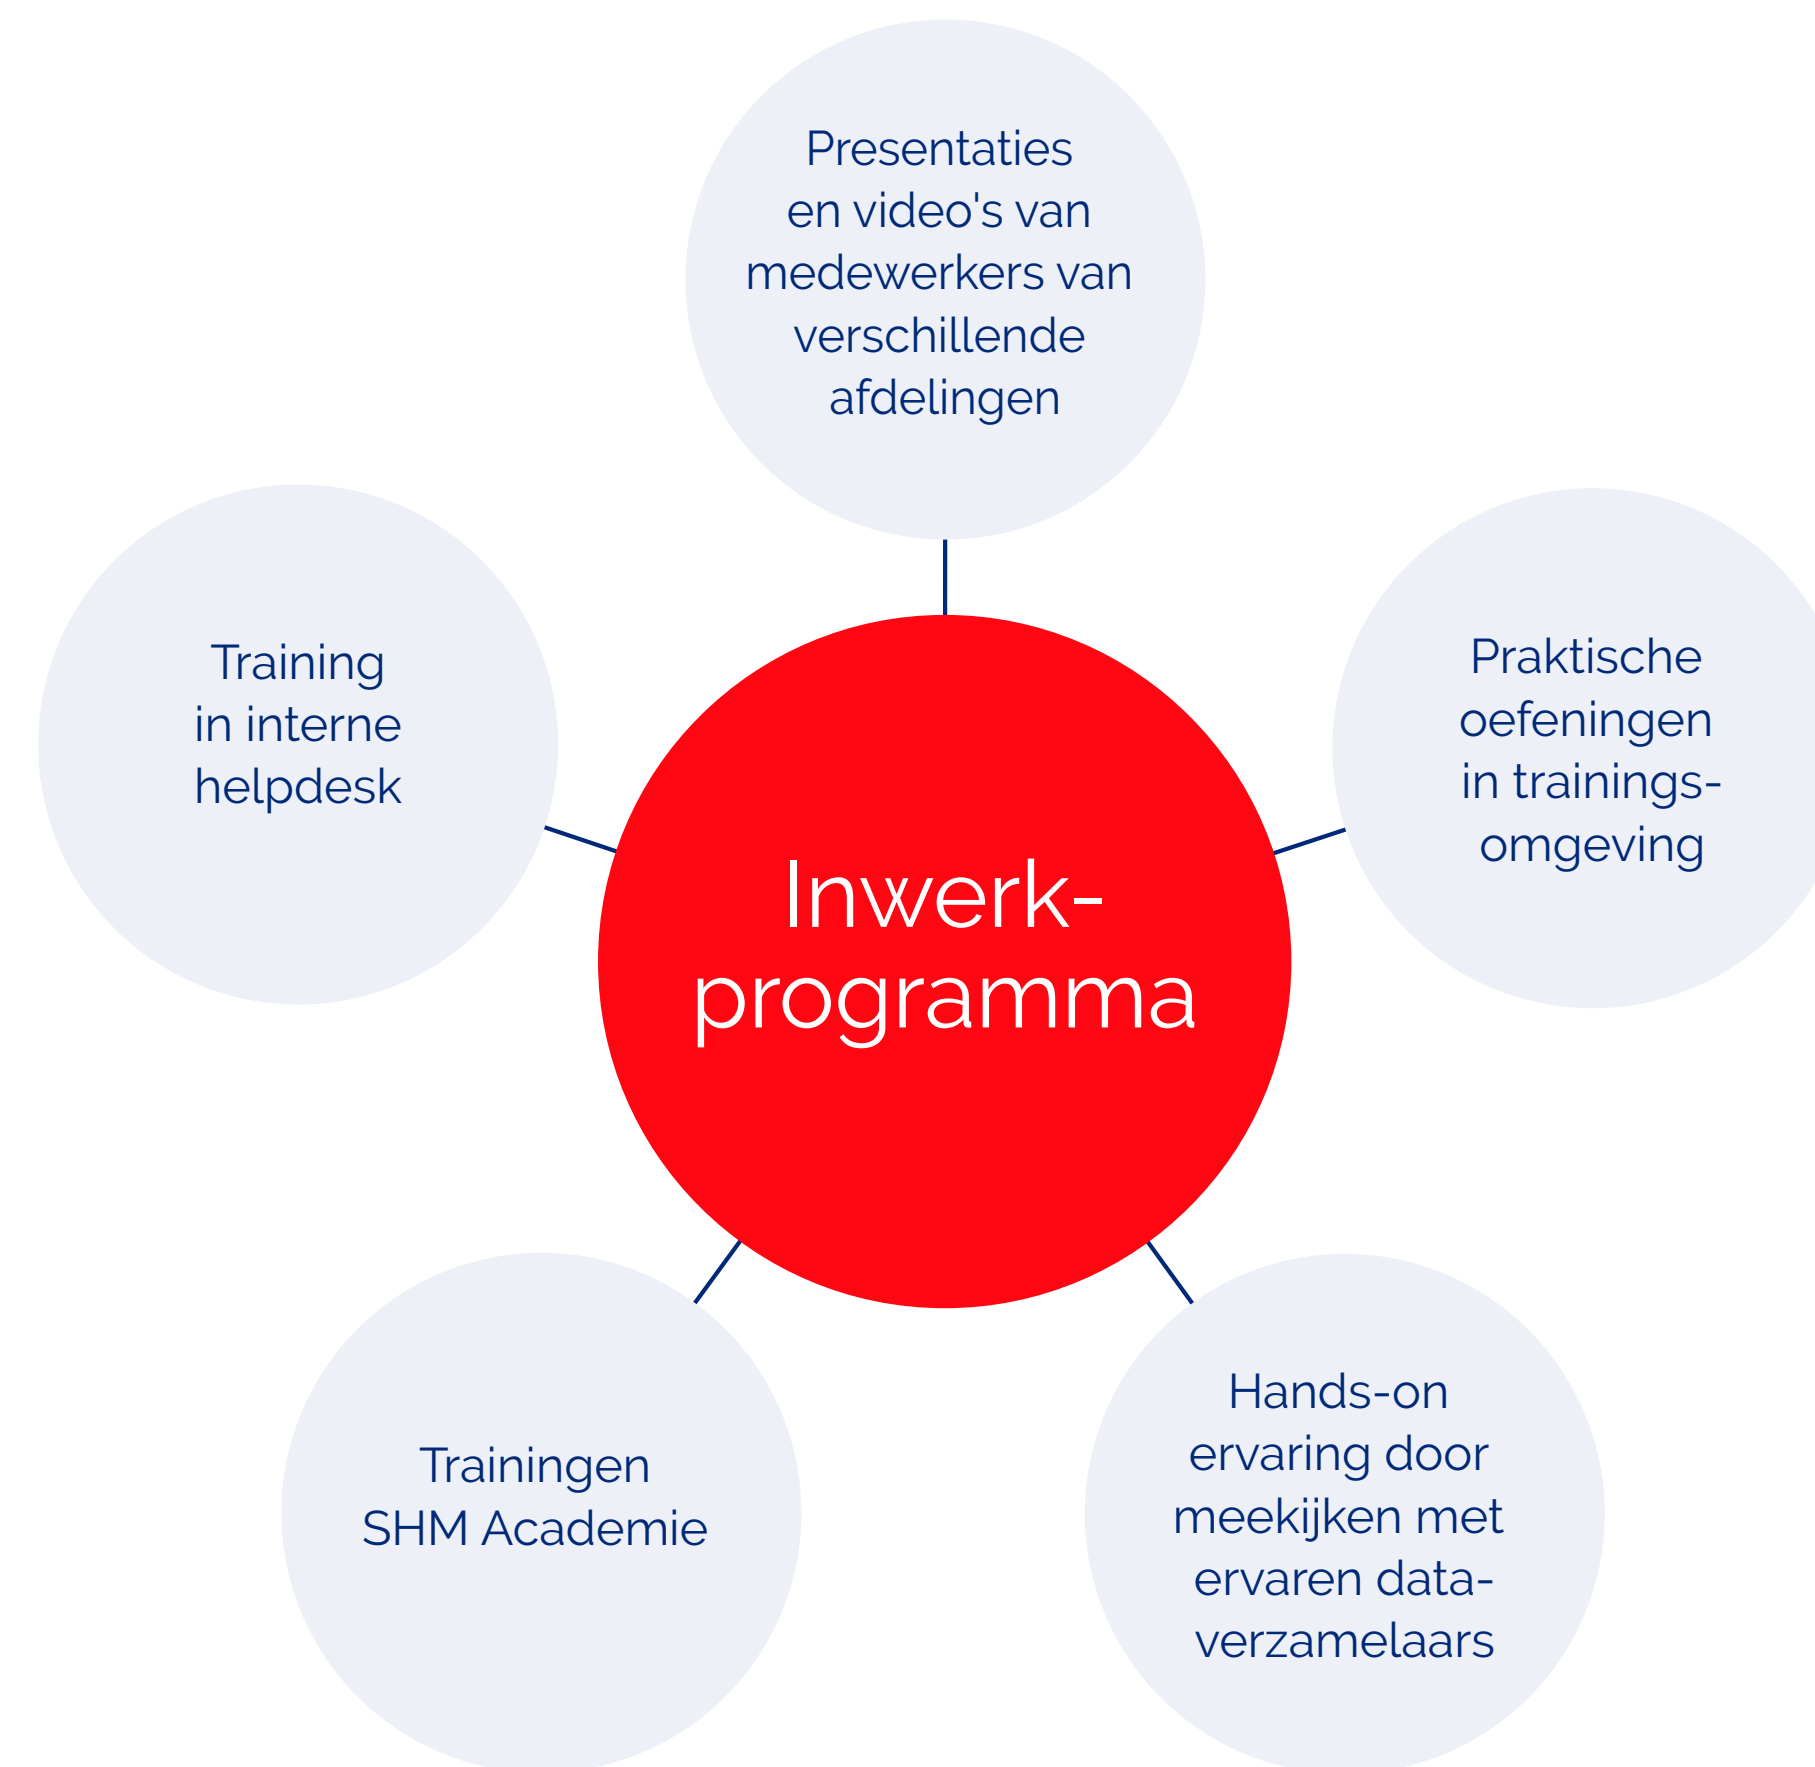 Presentaties
en video's van
medewerkers van
verschillende
afdelingen
Training
in interne
helpdesk
Praktische
oefeningen
in trainings-
omgeving
Inwerk-
programma
Trainingen
SHM Academie
Hands-on
ervaring door
meekijken met
ervaren data-
verzamelaars